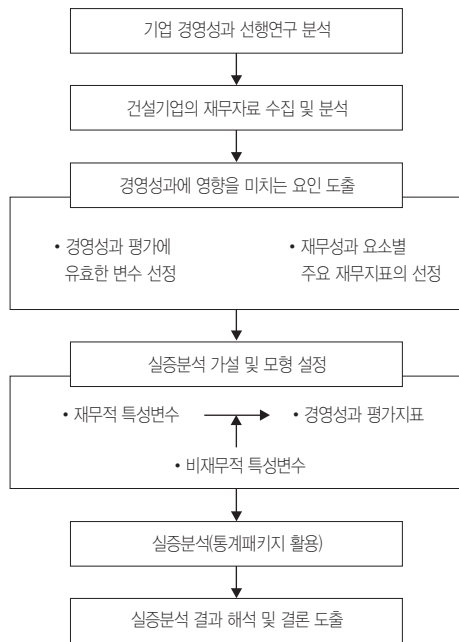 기업 경영성과 선행연구 분석
건설기업의 재무자료 수집 및 분석
경영성과에 영향을 미치는 요인 도출
• 경영성과 평가에
유효한 변수 선정
• 재무성과 요소별
주요 재무지표의 선정
실증분석 가설 및 모형 설정
• 재무적 특성변수
• 경영성과 평가지표
• 비재무적 특성변수
실증분석(통계패키지 활용)
실증분석 결과 해석 및 결론 도출